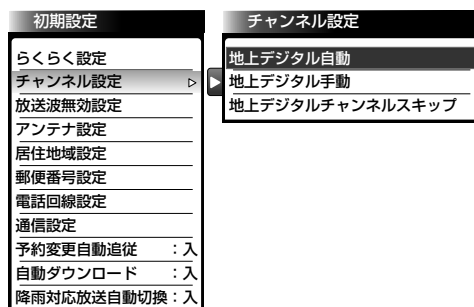 初期設定
らくらく設定
チャンネル設定
放送波無効設定
アンテナ設定
居住地域設定
郵便番号設定
電話回線設定
通信設定
予約変更自動追従 ：入
自動ダウンロード ：入
降雨対応放送自動切換：入
チャンネル設定
地上デジタル自動
地上デジタル手動
地上デジタルチャンネルスキップ